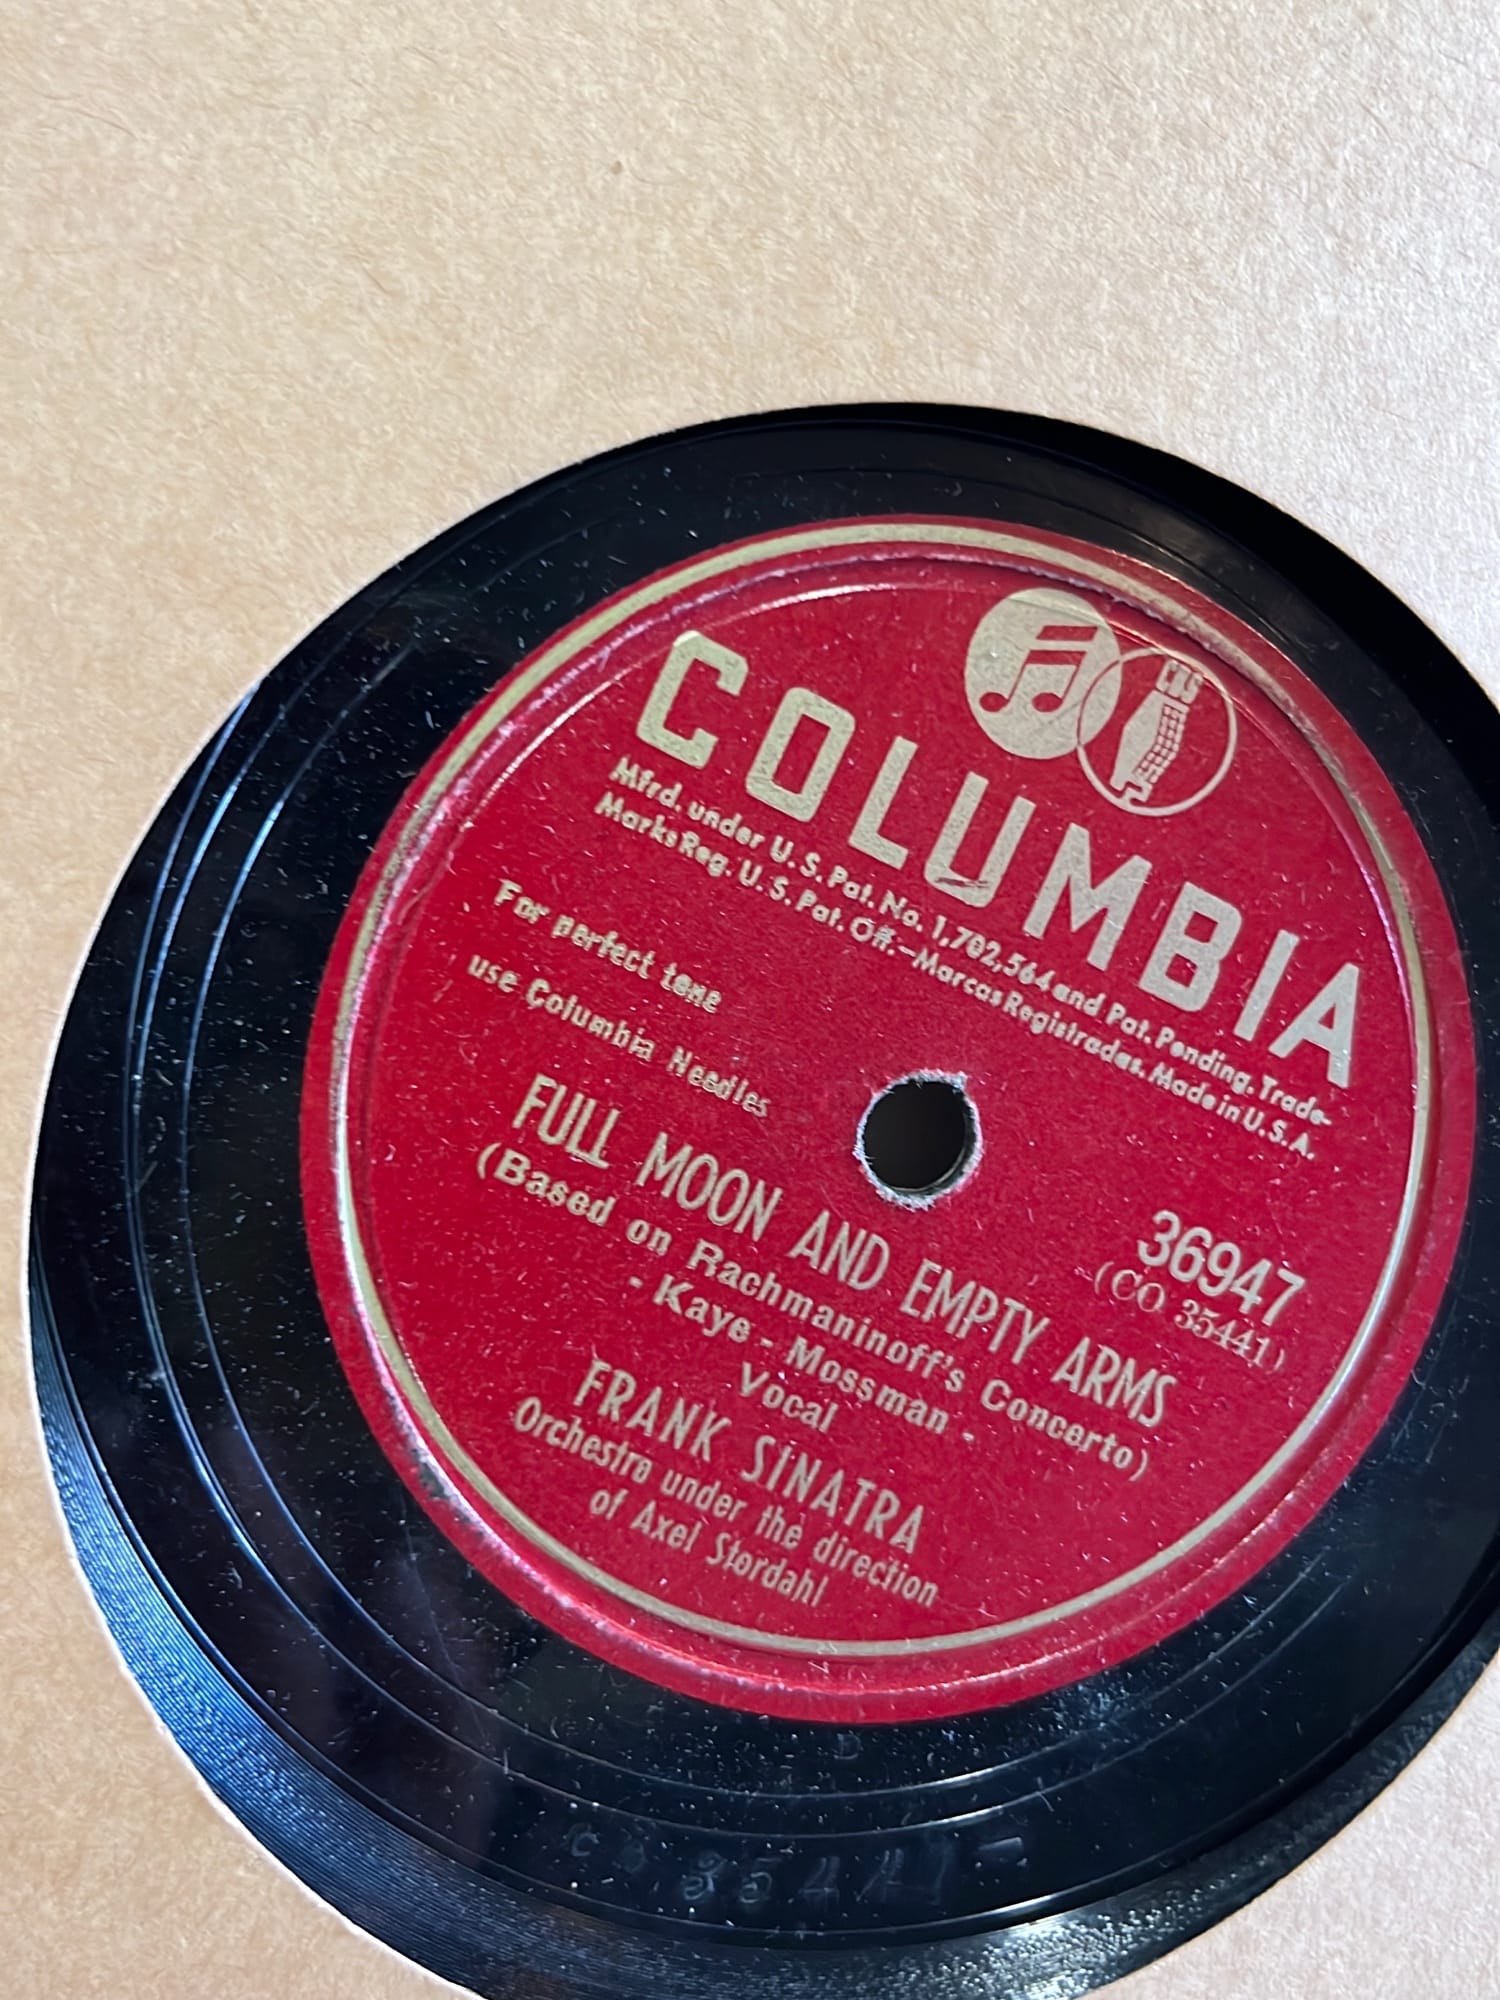 CBS
COLUMBIA
Mfrd. under U. S. Pat. No. 1,702,564 and Pat. Pending. Trade-
Marks Reg. U. S. Pat. Off.—Marcas Registradas. Made in U. S. A.
For perfect tone
use Columbia Needles
36947
(CO 35441)
FULL MOON AND EMPTY ARMS
(Based on Rachmaninoff's Concerto)
- Kaye - Mossman -
Vocal
FRANK SINATRA
Orchestra under the direction
of Axel Stordahl